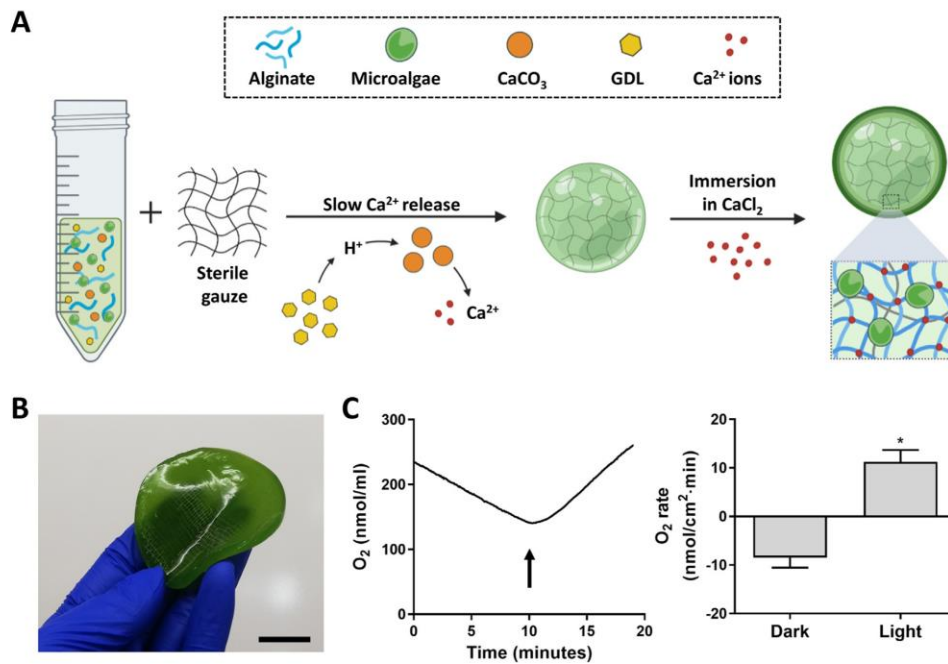 A
Alginate Microalgae CaCO₃ GDL Ca²⁺ ions
+
Sterile
gauze
Slow Ca²⁺ release
H⁺
Ca²⁺
Immersion
in CaCl₂
B
C
O₂ (nmol/ml)
300
200
100
0
0 5 10 15 20
Time (minutes)
O₂ rate
(nmol/cm²·min)
20
10
0
-10
-20
*
Dark Light